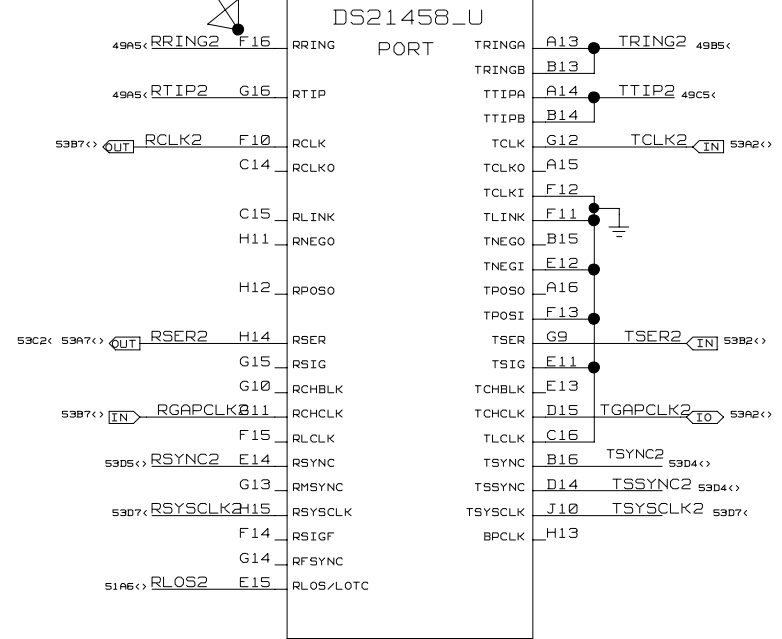 DS21458_U
PORT
49A5< RRING2 F16 RRING TRINGA A13 TRING2 49B5<
TRINGB B13
49A5< RTIP2 G16 RTIP TTIPA A14 TTIP2 49C5<
TTIPB B14
53B7<> OUT RCLK2 F10 RCLK TCLK G12 TCLK2 IN 53A2<>
C14 RCLKO TCLKO A15
TCLKI F12
C15 RLINK TLINK F11
H11 RNEGO TNEGO B15
TNEGI E12
H12 RPOSO TPOSO A16
TPOSI F13
53C2< 53A7<> OUT RSER2 H14 RSER TSER G9 TSER2 IN 53B2<>
G15 RSIG TSIG E11
G10 RCHBLK TCHBLK E13
53B7<> IN RGAPCLK2 G11 RCHCLK TCHCLK D15 TGAPCLK2 IO 53A2<>
F15 RLCLK TLCLK C16
53D5< RSYNC2 E14 RSYNC TSYNC B16 TSYNC2 53D4<>
G13 RMSYNC TSSYNC D14 TSSYNC2 53D4<>
53D7< RSYSCLK2 H15 RSYSCLK TSYSCLK J10 TSYSCLK2 53D7<
F14 RSIGF BPCLK H13
G14 RFSYNC
51A6<> RLOS2 E15 RLOS/LOTC